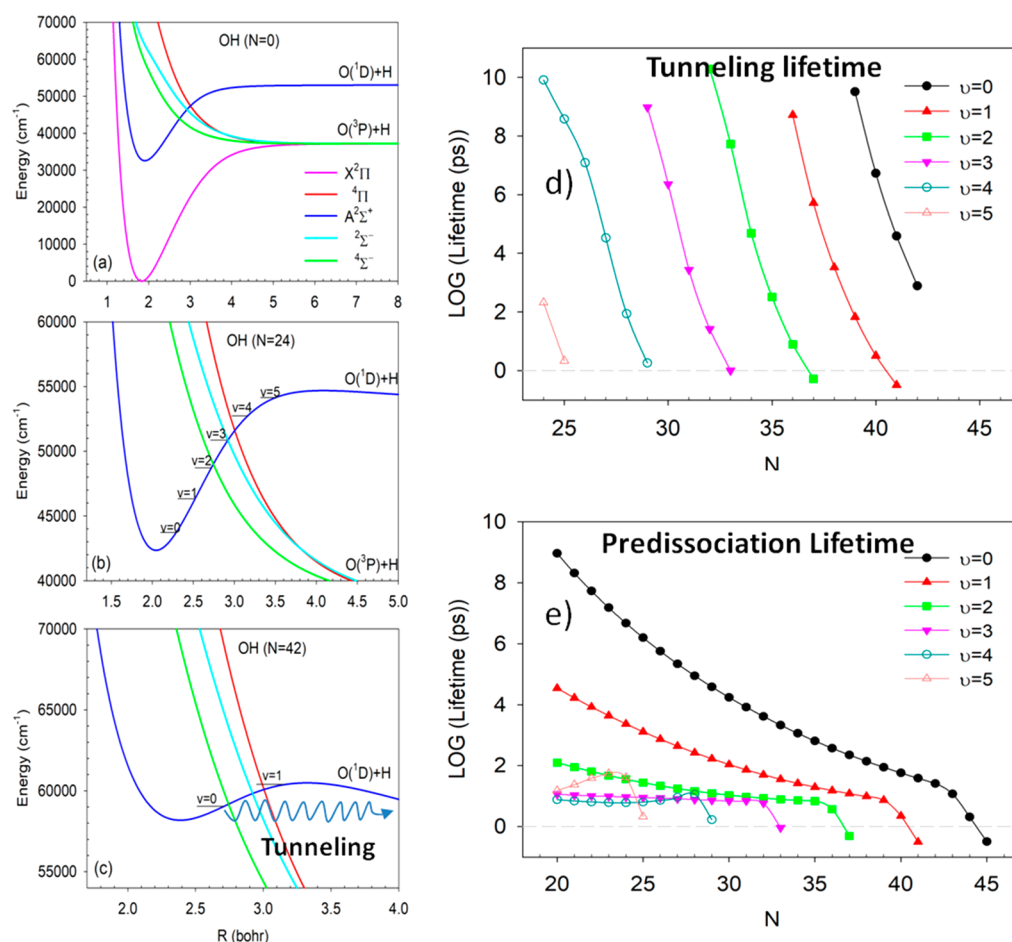 70000
60000
50000
40000
30000
20000
10000
0
Energy (cm⁻¹)
OH (N=0)
O(¹D)+H
O(³P)+H
X²Π
⁴Π
A²Σ⁺
²Σ⁻
⁴Σ⁻
(a)
1 2 3 4 5 6 7 8
60000
55000
50000
45000
40000
Energy (cm⁻¹)
OH (N=24)
O(¹D)+H
v=5
v=4
v=3
v=2
v=1
v=0
(b)
O(³P)+H
1.5 2.0 2.5 3.0 3.5 4.0 4.5 5.0
70000
65000
60000
55000
Energy (cm⁻¹)
OH (N=42)
v=1
O(¹D)+H
v=0
Tunneling
(c)
2.0 2.5 3.0 3.5 4.0
R (bohr)
Tunneling lifetime
10
8
6
4
2
0
LOG (Lifetime (ps))
d)
υ=0
υ=1
υ=2
υ=3
υ=4
υ=5
25 30 35 40 45
N
Predissociation Lifetime
10
8
6
4
2
0
LOG (Lifetime (ps))
e)
υ=0
υ=1
υ=2
υ=3
υ=4
υ=5
20 25 30 35 40 45
N